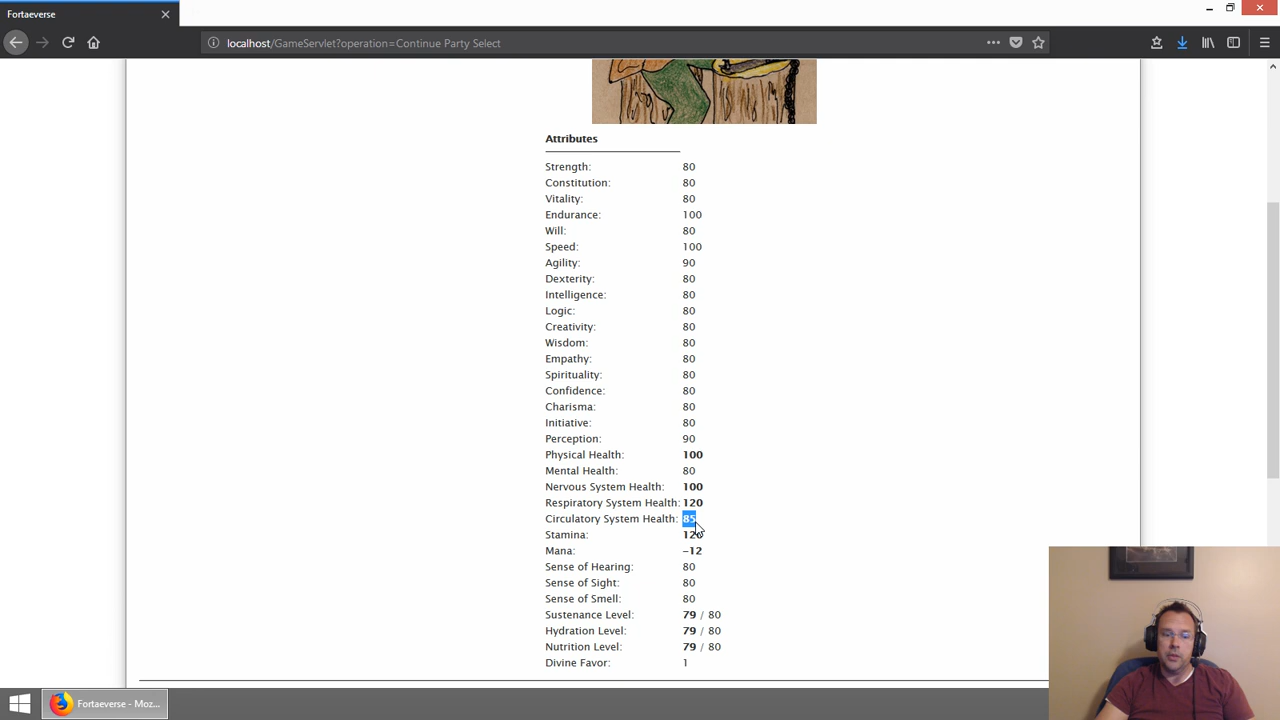 Fortaeverse
localhost/GameServlet?operation=Continue Party Select
Attributes
Strength: 80
Constitution: 80
Vitality: 80
Endurance: 100
Will: 80
Speed: 100
Agility: 90
Dexterity: 80
Intelligence: 80
Logic: 80
Creativity: 80
Wisdom: 80
Empathy: 80
Spirituality: 80
Confidence: 80
Charisma: 80
Initiative: 80
Perception: 90
Physical Health: 100
Mental Health: 80
Nervous System Health: 100
Respiratory System Health: 120
Circulatory System Health: 85
Stamina: 120
Mana: -12
Sense of Hearing: 80
Sense of Sight: 80
Sense of Smell: 80
Sustenance Level: 79 / 80
Hydration Level: 79 / 80
Nutrition Level: 79 / 80
Divine Favor: 1
Fortaeverse - Moz...